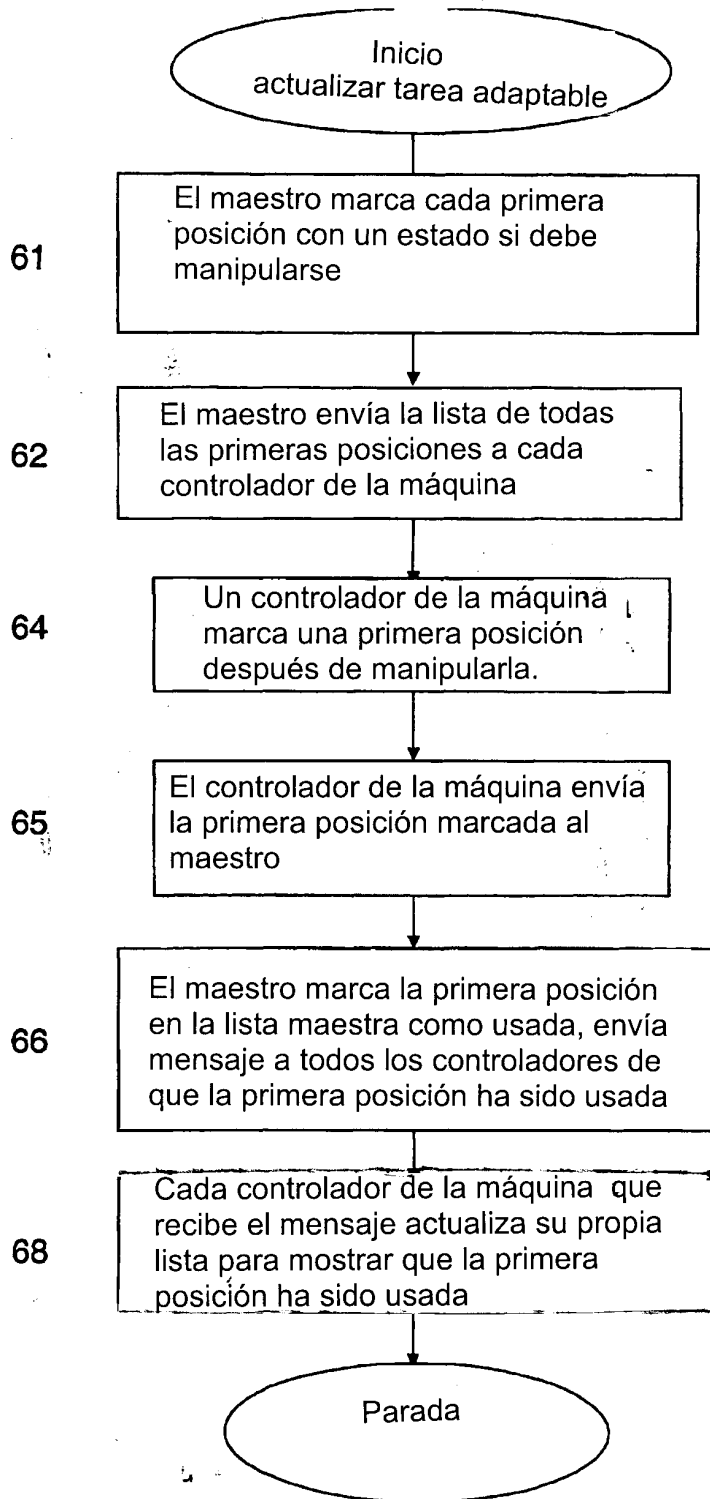 Inicio
actualizar tarea adaptable
61
El maestro marca cada primera
posición con un estado si debe
manipularse
62
El maestro envía la lista de todas
las primeras posiciones a cada
controlador de la máquina
64
Un controlador de la máquina
marca una primera posición
después de manipularla.
65
El controlador de la máquina envía
la primera posición marcada al
maestro
66
El maestro marca la primera posición
en la lista maestra como usada, envía
mensaje a todos los controladores de
que la primera posición ha sido usada
68
Cada controlador de la máquina que
recibe el mensaje actualiza su propia
lista para mostrar que la primera
posición ha sido usada
Parada